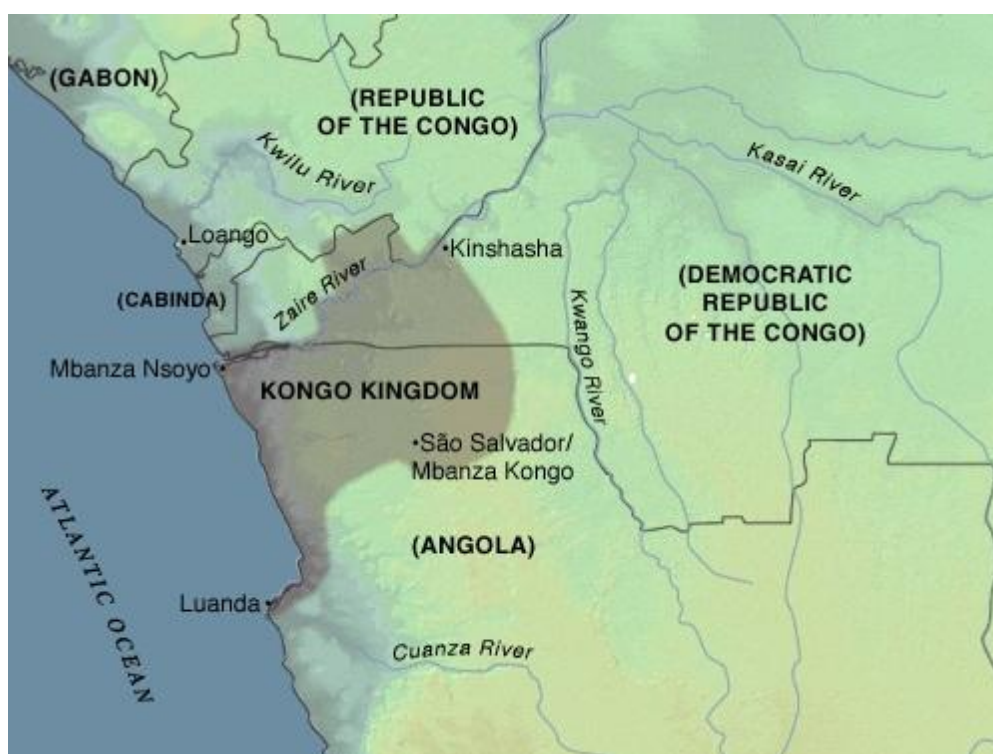 (GABON)
(REPUBLIC
OF THE CONGO)
Kwilu River
Kasai River
Loango
Kinshasha
(CABINDA)
Zaire River
(DEMOCRATIC
REPUBLIC
OF THE CONGO)
Kwango River
Mbanza Nsoyo
KONGO KINGDOM
São Salvador/
Mbanza Kongo
ATLANTIC OCEAN
(ANGOLA)
Luanda
Cuanza River